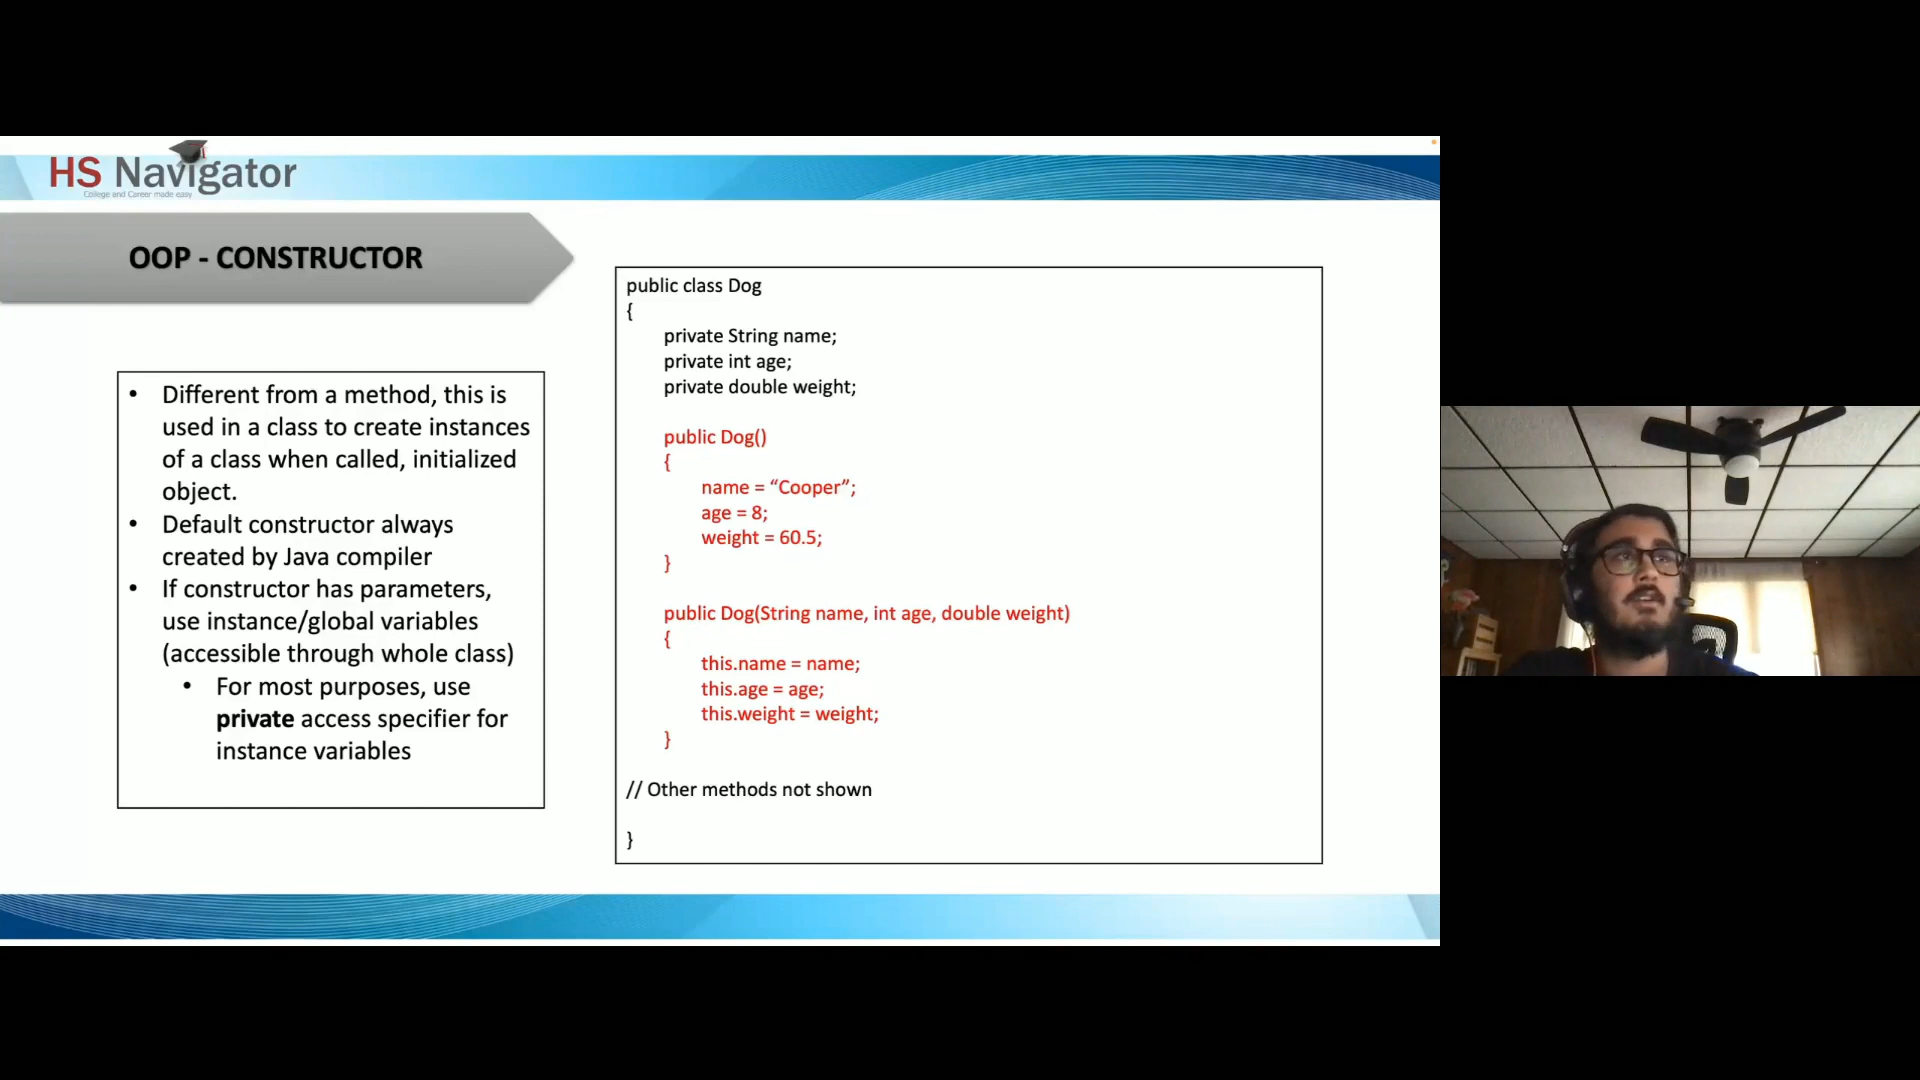 HS Navigator
College and Career made easy
OOP - CONSTRUCTOR
• Different from a method, this is
used in a class to create instances
of a class when called, initialized
object.
• Default constructor always
created by Java compiler
• If constructor has parameters,
use instance/global variables
(accessible through whole class)
• For most purposes, use
private access specifier for
instance variables
public class Dog
{
private String name;
private int age;
private double weight;
public Dog()
{
name = “Cooper”;
age = 8;
weight = 60.5;
}
public Dog(String name, int age, double weight)
{
this.name = name;
this.age = age;
this.weight = weight;
}
// Other methods not shown
}